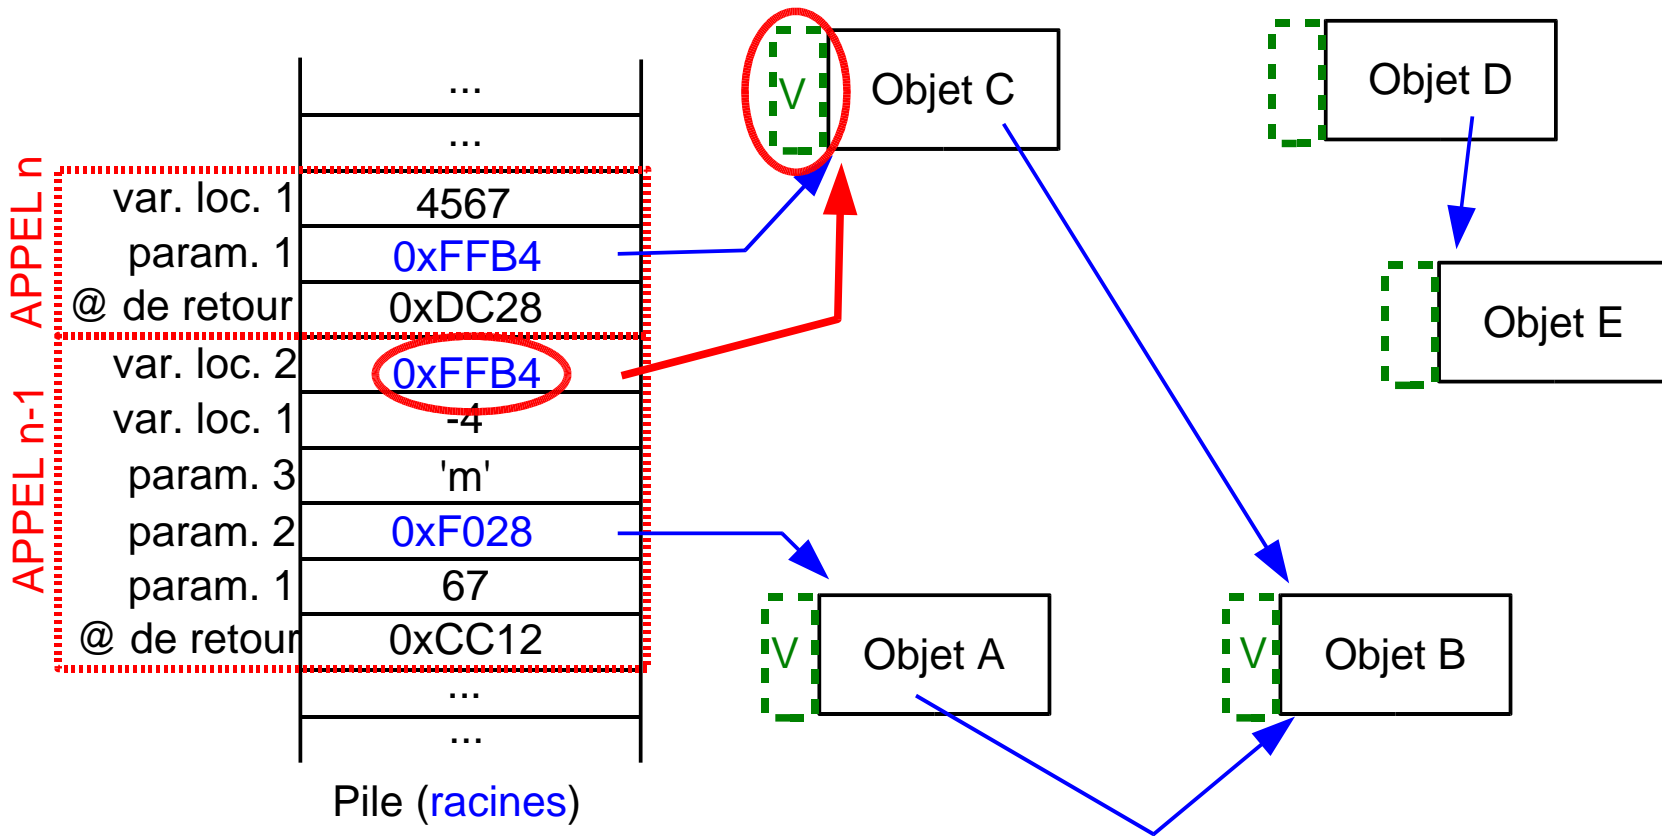 ...
...
APPEL n
var. loc. 1 4567
param. 1 0xFFB4
@ de retour 0xDC28
APPEL n-1
var. loc. 2 0xFFB4
var. loc. 1 -4
param. 3 'm'
param. 2 0xF028
param. 1 67
@ de retour 0xCC12
...
...
Pile (racines)
V Objet C
Objet D
Objet E
V Objet A
V Objet B